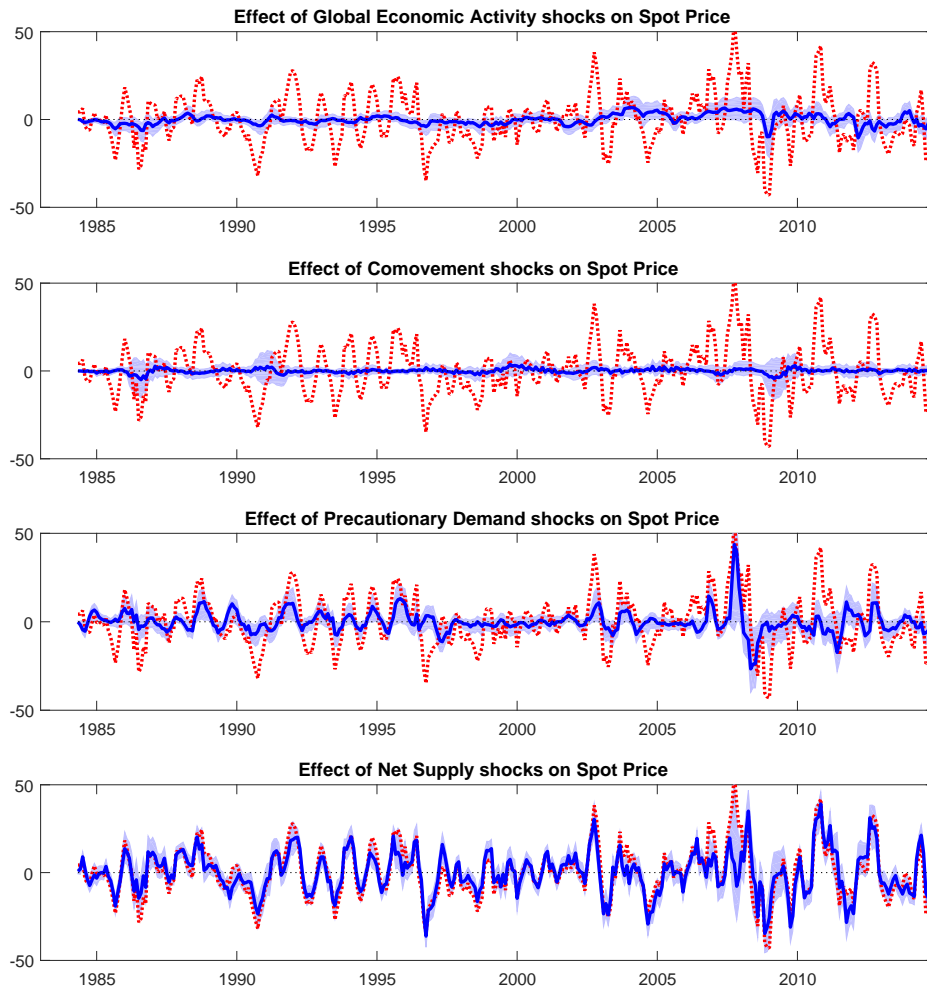 Effect of Global Economic Activity shocks on Spot Price
50
0
-50
1985 1990 1995 2000 2005 2010
Effect of Comovement shocks on Spot Price
50
0
-50
1985 1990 1995 2000 2005 2010
Effect of Precautionary Demand shocks on Spot Price
50
0
-50
1985 1990 1995 2000 2005 2010
Effect of Net Supply shocks on Spot Price
50
0
-50
1985 1990 1995 2000 2005 2010